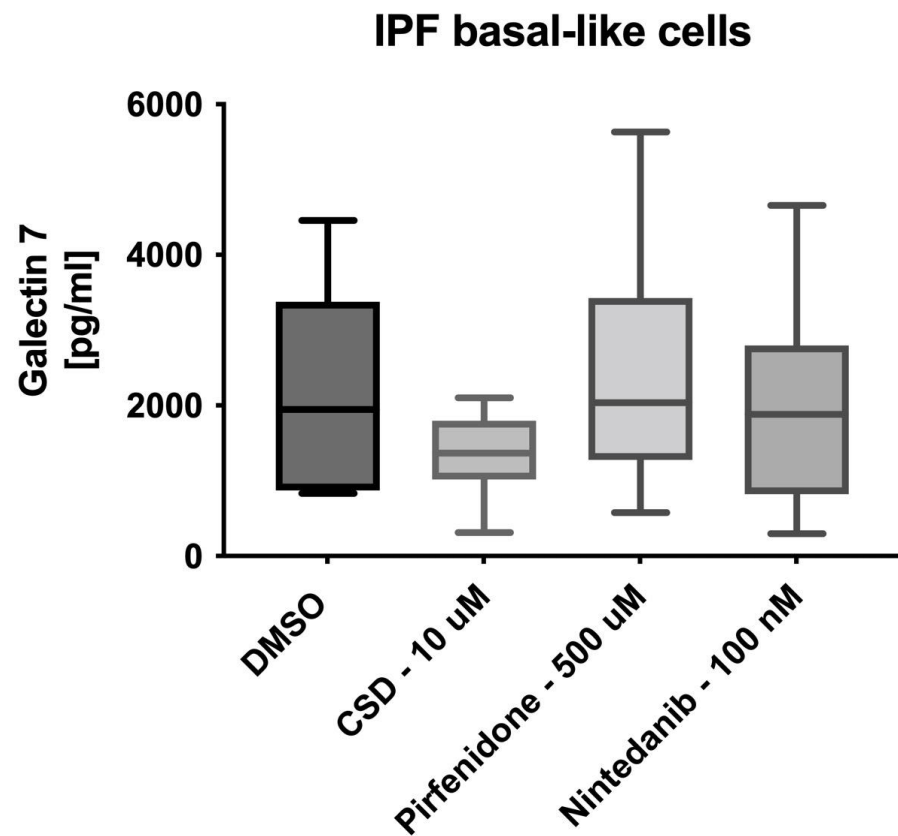 IPF basal-like cells
Galectin 7
[pg/ml]
6000
4000
2000
0
DMSO
CSD - 10 uM
Pirfenidone - 500 uM
Nintedanib - 100 nM